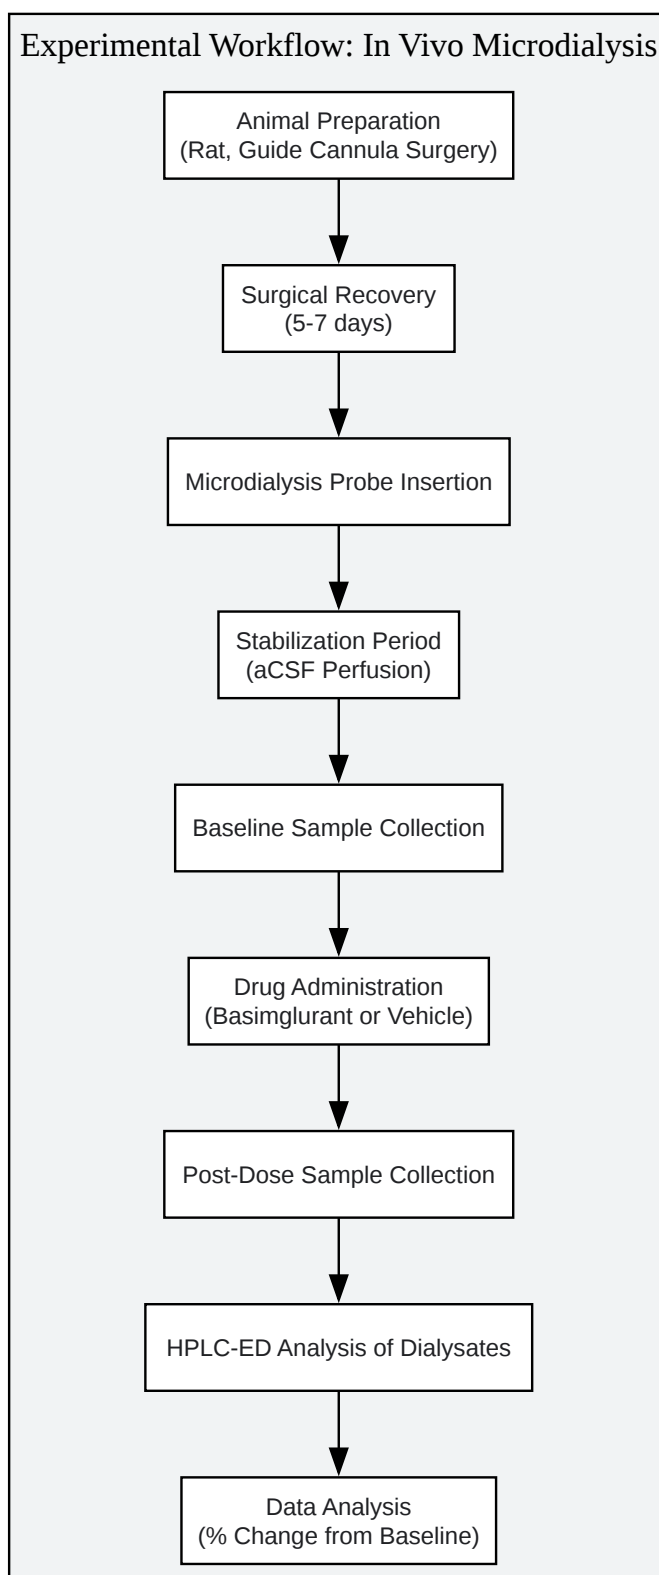 Experimental Workflow: In Vivo Microdialysis
Animal Preparation
(Rat, Guide Cannula Surgery)
Surgical Recovery
(5-7 days)
Microdialysis Probe Insertion
Stabilization Period
(aCSF Perfusion)
Baseline Sample Collection
Drug Administration
(Basimglurant or Vehicle)
Post-Dose Sample Collection
HPLC-ED Analysis of Dialysates
Data Analysis
(% Change from Baseline)